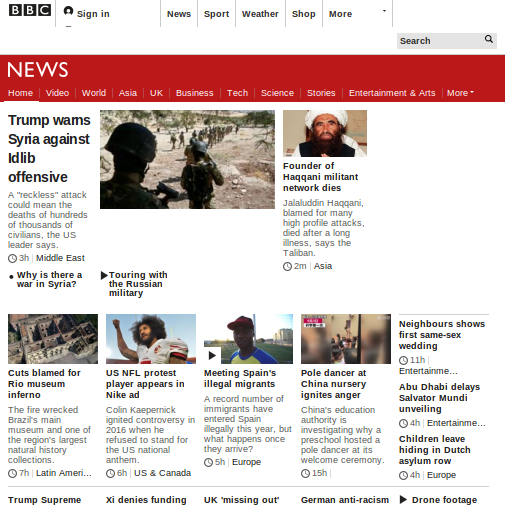 BBC
Sign in
News
Sport
Weather
Shop
More
Search
NEWS
Home
Video
World
Asia
UK
Business
Tech
Science
Stories
Entertainment & Arts
More
Trump warns
Syria against
Idlib
offensive
A "reckless" attack
could mean the
deaths of hundreds
of thousands of
civilians, the US
leader says.
3h Middle East
Why is there a
war in Syria?
Touring with
the Russian
military
Founder of
Haqqani militant
network dies
Jalaluddin Haqqani,
blamed for many
high profile attacks,
died after a long
illness, says the
Taliban.
2m Asia
Cuts blamed for
Rio museum
inferno
The fire wrecked
Brazil's main
museum and one of
the region's largest
natural history
collections.
7h Latin Ameri...
US NFL protest
player appears in
Nike ad
Colin Kaepernick
ignited controversy in
2016 when he
refused to stand for
the US national
anthem.
6h US & Canada
Meeting Spain's
illegal migrants
A record number of
immigrants have
entered Spain
illegally this year, but
what happens once
they arrive?
5h Europe
Pole dancer at
China nursery
ignites anger
China's education
authority is
investigating why a
preschool hosted a
pole dancer at its
welcome ceremony.
15h
Neighbours shows
first same-sex
wedding
11h
Entertainme...
Abu Dhabi delays
Salvator Mundi
unveiling
4h Entertainme...
Children leave
hiding in Dutch
asylum row
4h Europe
Trump Supreme
Xi denies funding
UK 'missing out'
German anti-racism
Drone footage